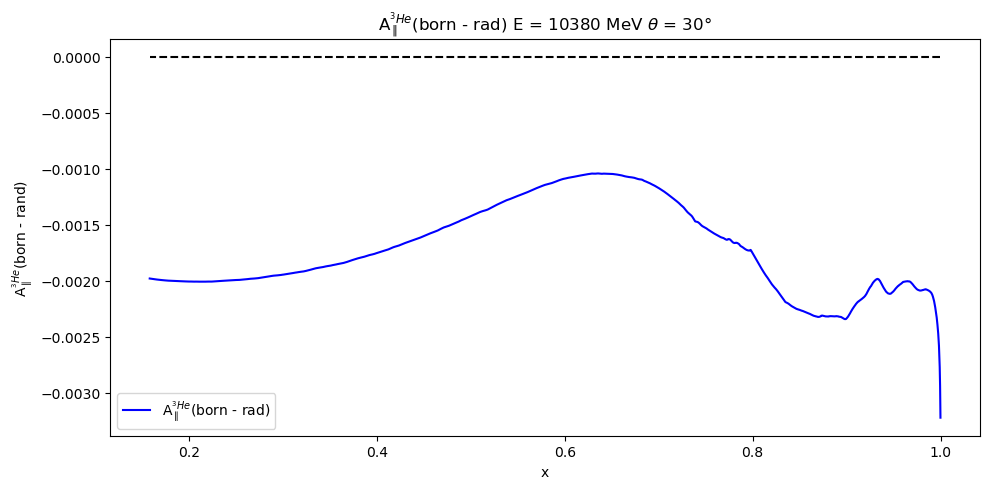 A∥³He(born - rad) E = 10380 MeV θ = 30°
0.0000
−0.0005
−0.0010
−0.0015
−0.0020
−0.0025
−0.0030
A∥³He(born - rand)
A∥³He(born - rad)
0.2 0.4 0.6 0.8 1.0
x